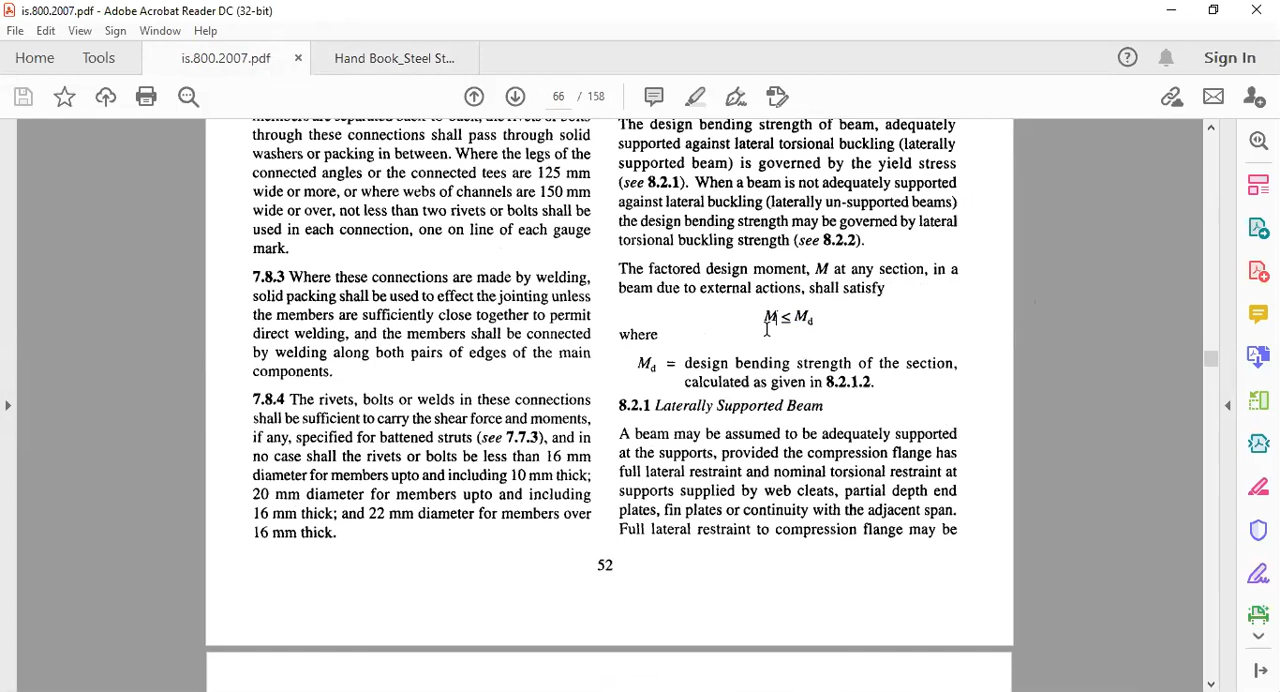 is.800.2007.pdf - Adobe Acrobat Reader DC (32-bit)
File Edit View Sign Window Help
Home Tools is.800.2007.pdf × Hand Book_Steel St... Sign In
66 / 158
members are separated back-to-back, the rivets or bolts
through these connections shall pass through solid
washers or packing in between. Where the legs of the
connected angles or the connected tees are 125 mm
wide or more, or where webs of channels are 150 mm
wide or over, not less than two rivets or bolts shall be
used in each connection, one on line of each gauge
mark.
7.8.3 Where these connections are made by welding,
solid packing shall be used to effect the jointing unless
the members are sufficiently close together to permit
direct welding, and the members shall be connected
by welding along both pairs of edges of the main
components.
7.8.4 The rivets, bolts or welds in these connections
shall be sufficient to carry the shear force and moments,
if any, specified for battened struts (see 7.7.3), and in
no case shall the rivets or bolts be less than 16 mm
diameter for members upto and including 10 mm thick;
20 mm diameter for members upto and including
16 mm thick; and 22 mm diameter for members over
16 mm thick.
The design bending strength of beam, adequately
supported against lateral torsional buckling (laterally
supported beam) is governed by the yield stress
(see 8.2.1). When a beam is not adequately supported
against lateral buckling (laterally un-supported beams)
the design bending strength may be governed by lateral
torsional buckling strength (see 8.2.2).
The factored design moment, M at any section, in a
beam due to external actions, shall satisfy
M ≤ Md
where
Md = design bending strength of the section,
calculated as given in 8.2.1.2.
8.2.1 Laterally Supported Beam
A beam may be assumed to be adequately supported
at the supports, provided the compression flange has
full lateral restraint and nominal torsional restraint at
supports supplied by web cleats, partial depth end
plates, fin plates or continuity with the adjacent span.
Full lateral restraint to compression flange may be
52